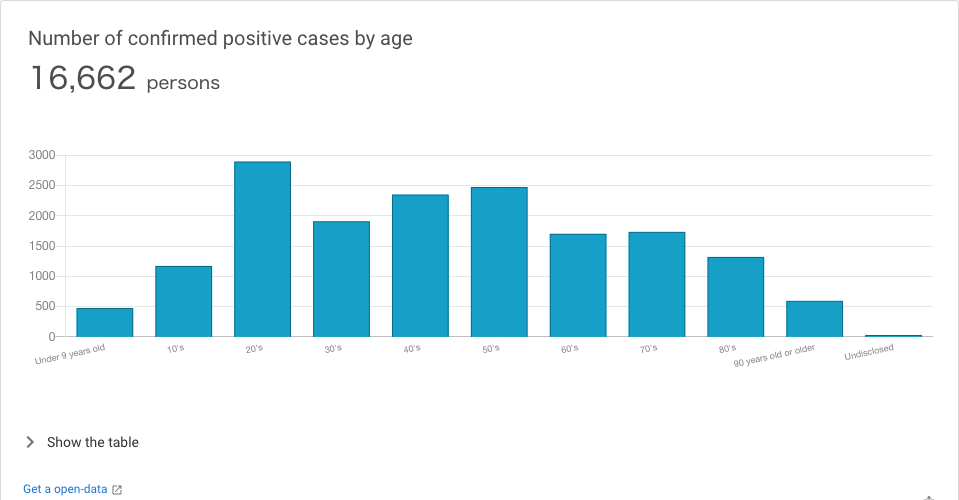 Number of confirmed positive cases by age
16,662 persons
3000
2500
2000
1500
1000
500
0
Under 9 years old
10's
20's
30's
40's
50's
60's
70's
80's
90 years old or older
Undisclosed
Show the table
Get a open-data